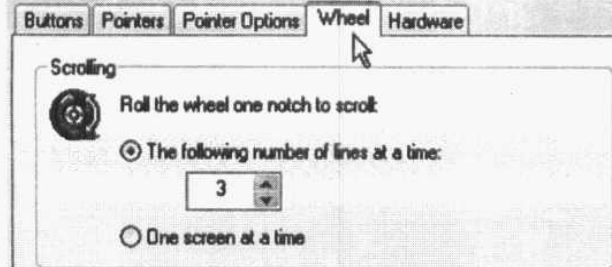 Buttons Pointers Pointer Options Wheel Hardware
Scrolling
Roll the wheel one notch to scroll:
The following number of lines at a time:
3
One screen at a time